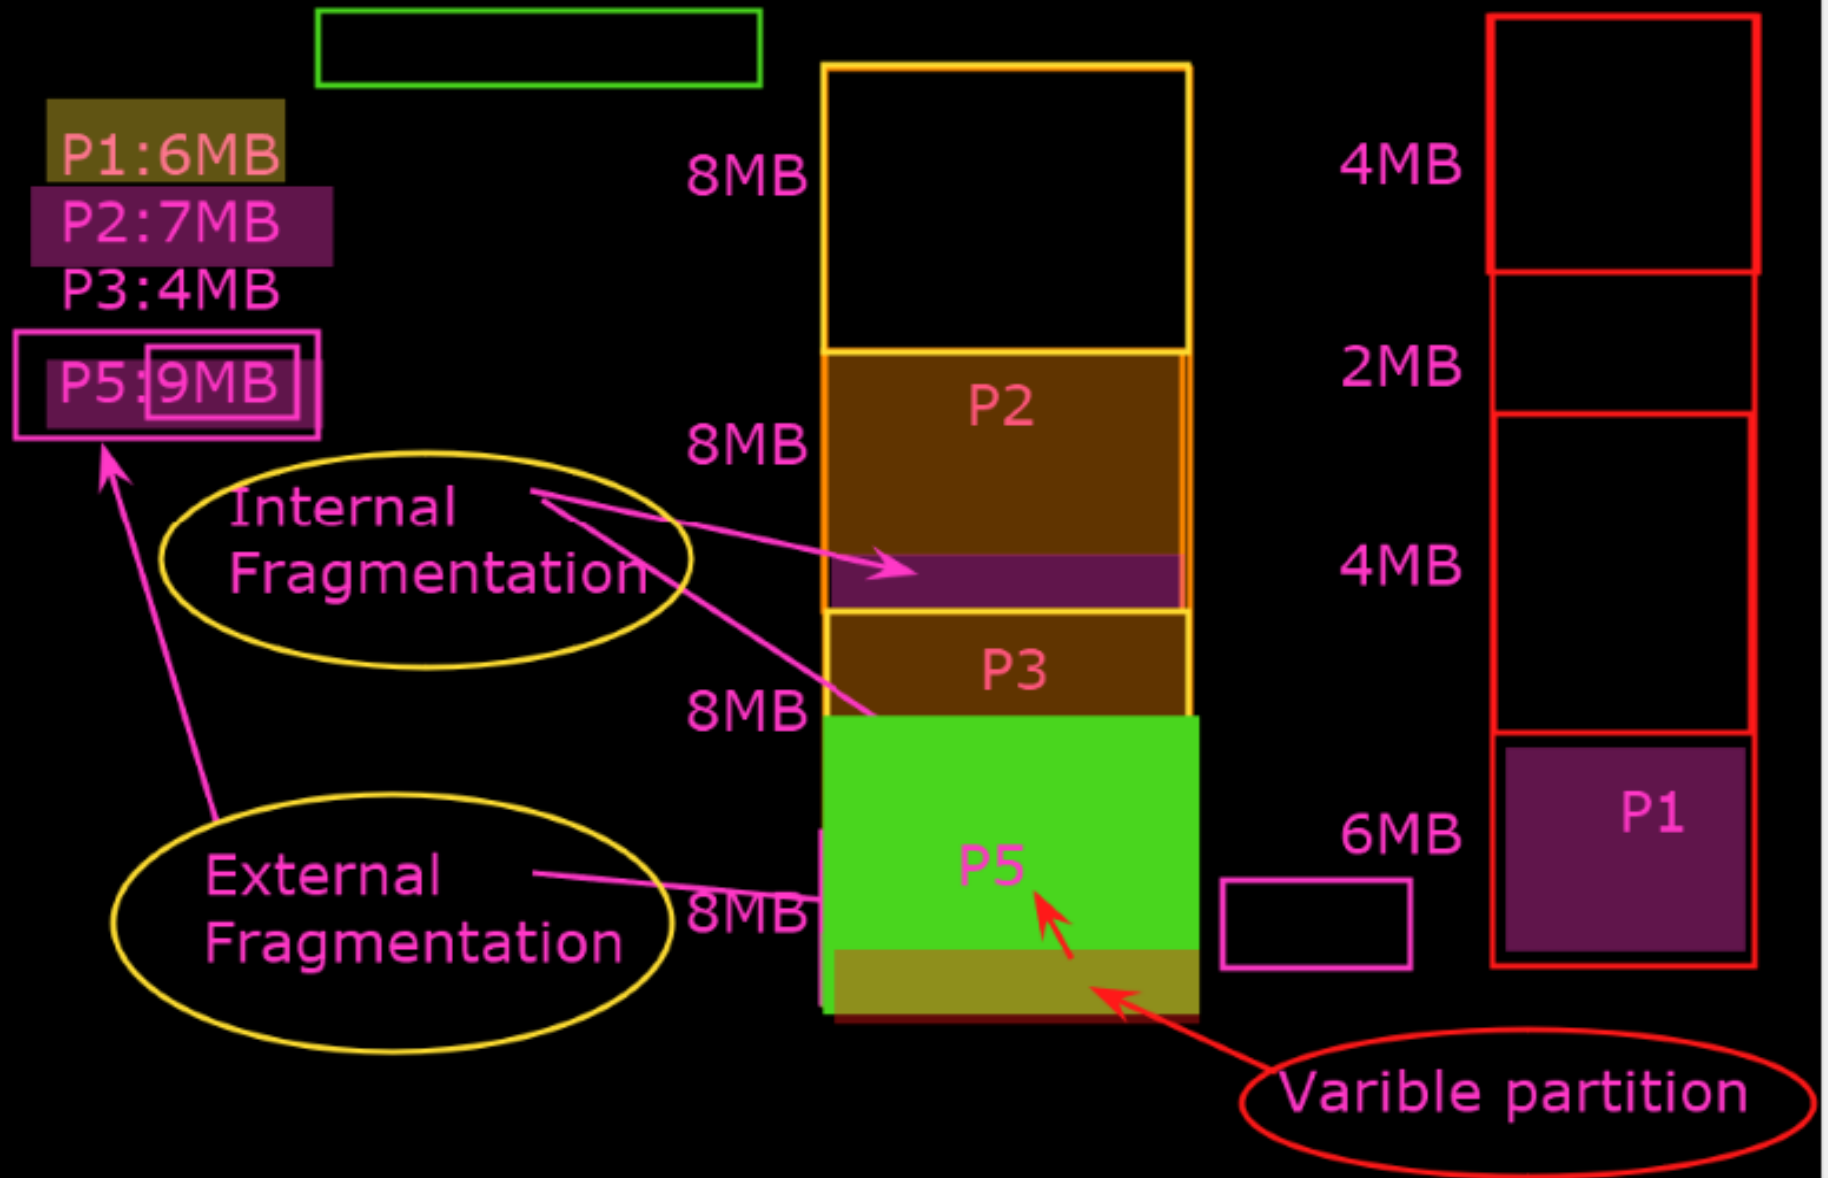 P1:6MB
P2:7MB
P3:4MB
P5:9MB
Internal
Fragmentation
External
Fragmentation
8MB
8MB
8MB
8MB
P2
P3
P5
4MB
2MB
4MB
6MB
P1
Varible partition